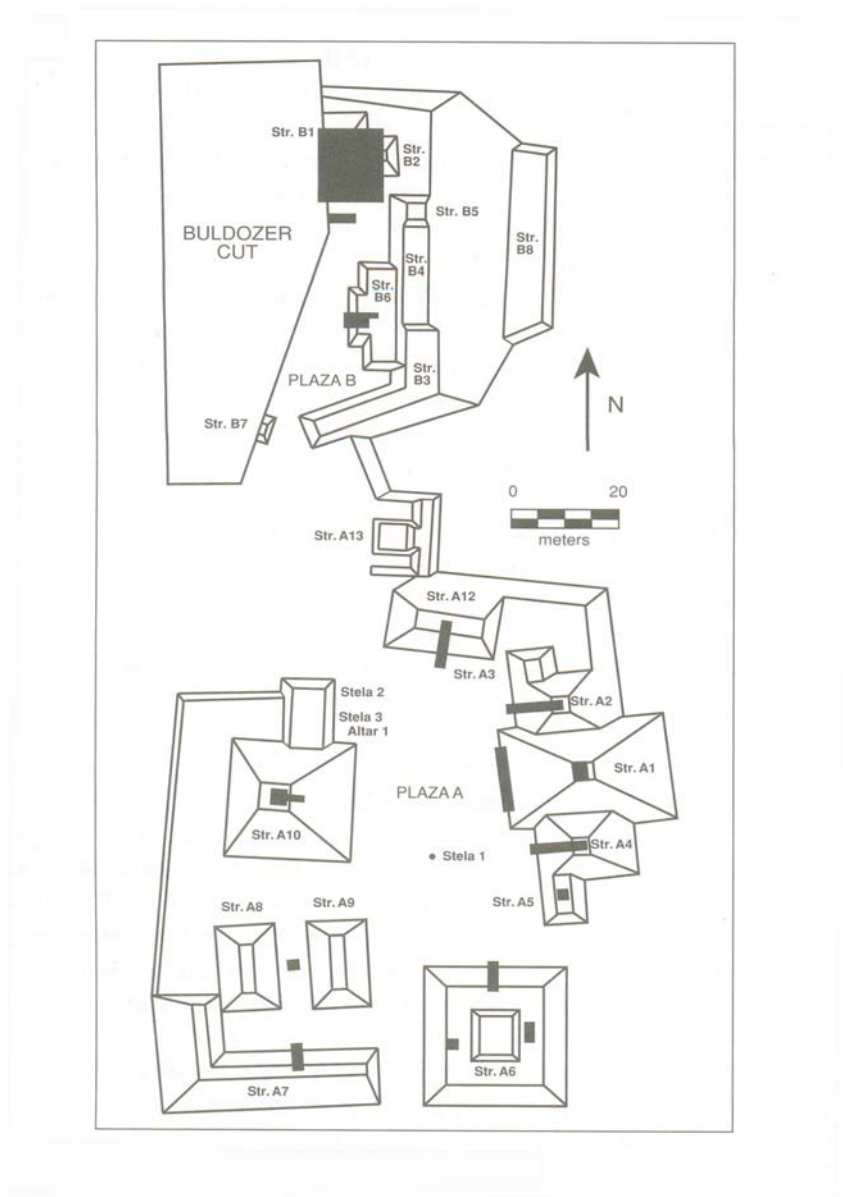 Str. B1
Str.
B2
Str. B5
BULDOZER
CUT
Str.
B4
Str.
B8
Str.
B6
PLAZA B
Str.
B3
Str. B7
N
0 20
meters
Str. A13
Str. A12
Str. A3
Stela 2
Str. A2
Stela 3
Altar 1
Str. A1
PLAZA A
Str. A10
Str. A4
Stela 1
Str. A8
Str. A9
Str. A5
Str. A6
Str. A7